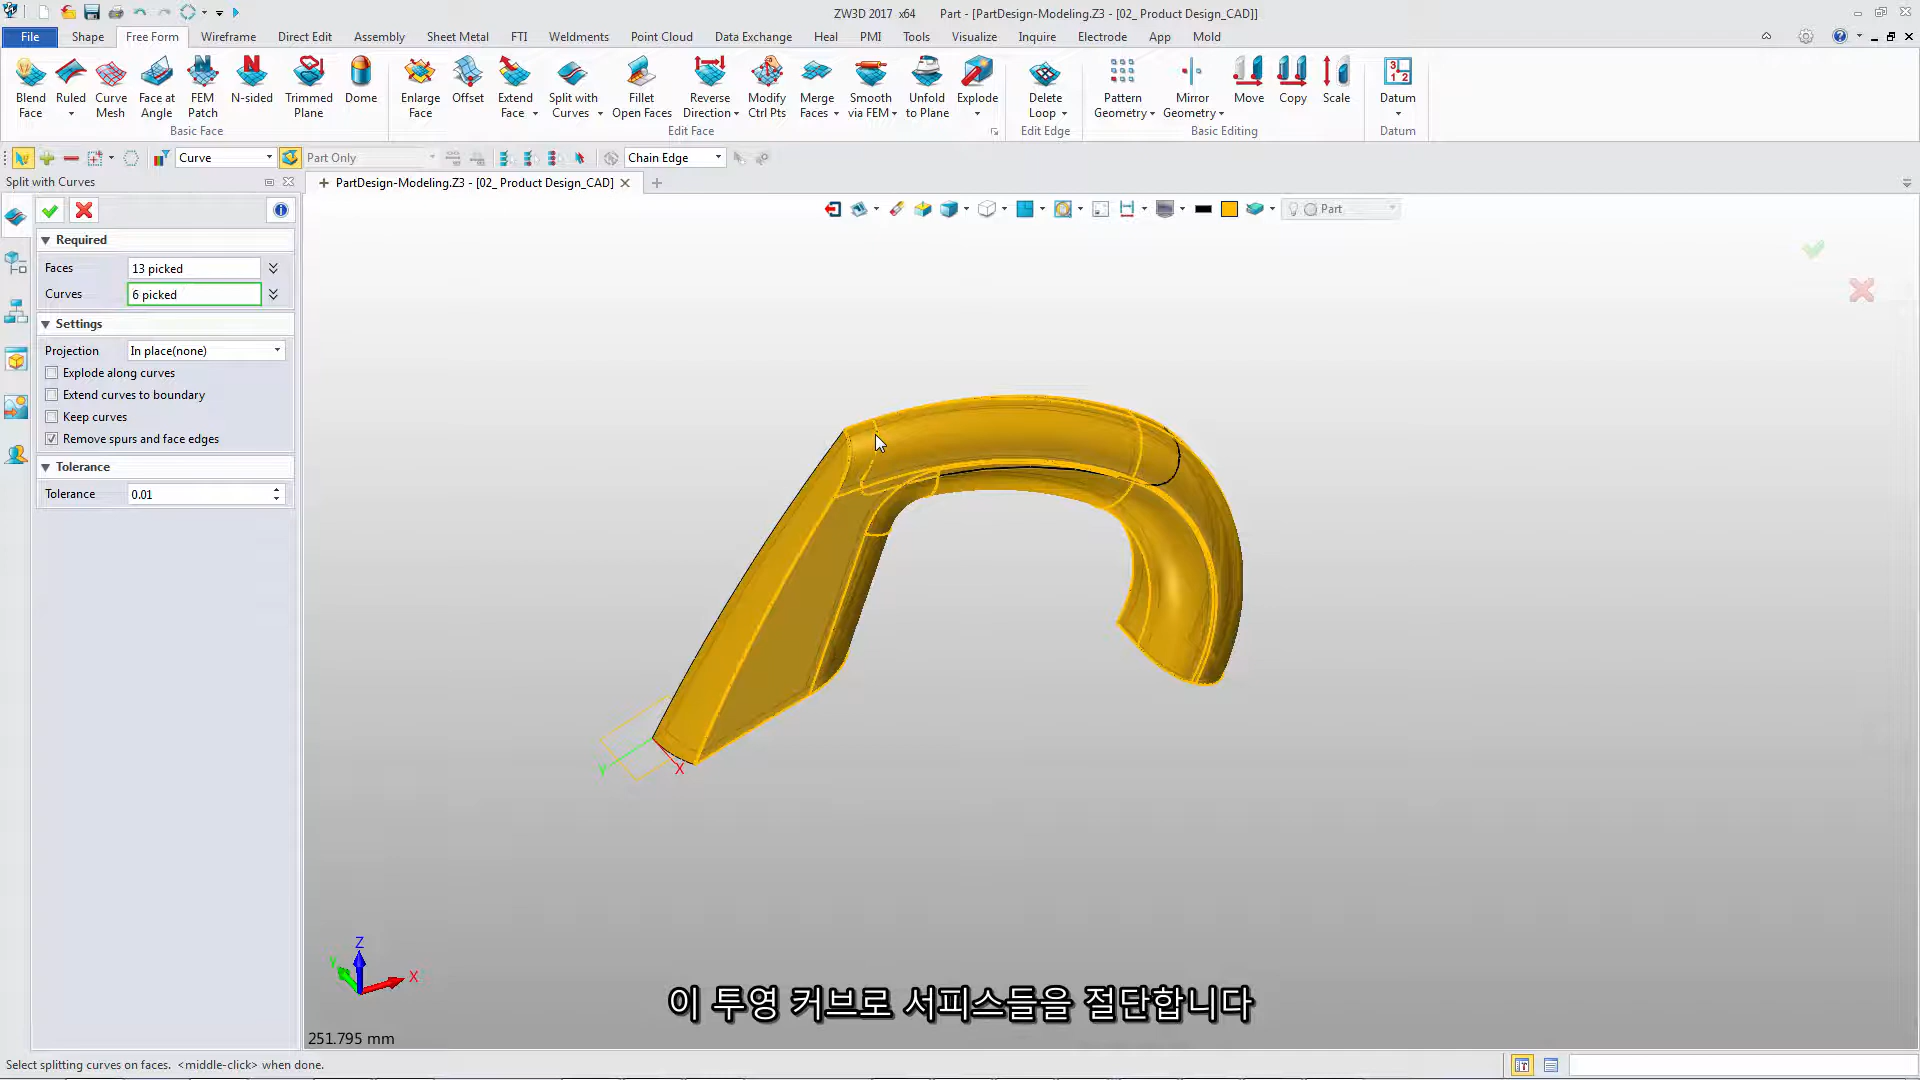 ZW3D 2017 x64 Part - [PartDesign-Modeling.Z3 - [02_ Product Design_CAD]]
File Shape Free Form Wireframe Direct Edit Assembly Sheet Metal FTI Weldments Point Cloud Data Exchange Heal PMI Tools Visualize Inquire Electrode App Mold
Blend Face
Ruled
Curve Mesh
Face at Angle
FEM Patch
N-sided
Trimmed Plane
Dome
Enlarge Face
Offset
Extend Face
Split with Curves
Fillet Open Faces
Reverse Direction
Modify Ctrl Pts
Merge Faces
Smooth via FEM
Unfold to Plane
Explode
Delete Loop
Pattern Geometry
Mirror Geometry
Move
Copy
Scale
Datum
Basic Face
Edit Face
Edit Edge
Basic Editing
Datum
Curve
Part Only
Chain Edge
Split with Curves
PartDesign-Modeling.Z3 - [02_ Product Design_CAD]
Part
Required
Faces 13 picked
Curves 6 picked
Settings
Projection In place(none)
Explode along curves
Extend curves to boundary
Keep curves
Remove spurs and face edges
Tolerance
Tolerance 0.01
Y X
Z
Y X
이 투영 커브로 서피스들을 절단합니다
251.795 mm
Select splitting curves on faces. <middle-click> when done.